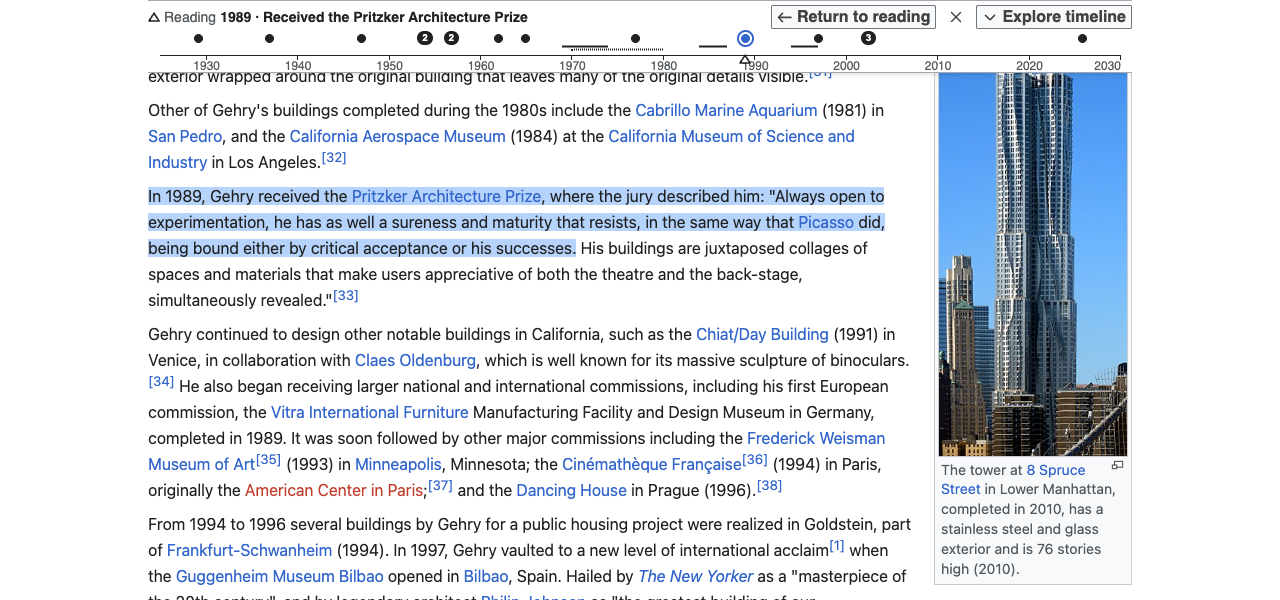 Reading 1989 · Received the Pritzker Architecture Prize
← Return to reading
Explore timeline
2 2 3
1930 1940 1950 1960 1970 1980 1990 2000 2010 2020 2030
exterior wrapped around the original building that leaves many of the original details visible.[31]
Other of Gehry's buildings completed during the 1980s include the Cabrillo Marine Aquarium (1981) in
San Pedro, and the California Aerospace Museum (1984) at the California Museum of Science and
Industry in Los Angeles.[32]
In 1989, Gehry received the Pritzker Architecture Prize, where the jury described him: "Always open to
experimentation, he has as well a sureness and maturity that resists, in the same way that Picasso did,
being bound either by critical acceptance or his successes. His buildings are juxtaposed collages of
spaces and materials that make users appreciative of both the theatre and the back-stage,
simultaneously revealed."[33]
Gehry continued to design other notable buildings in California, such as the Chiat/Day Building (1991) in
Venice, in collaboration with Claes Oldenburg, which is well known for its massive sculpture of binoculars.
[34] He also began receiving larger national and international commissions, including his first European
commission, the Vitra International Furniture Manufacturing Facility and Design Museum in Germany,
completed in 1989. It was soon followed by other major commissions including the Frederick Weisman
Museum of Art[35] (1993) in Minneapolis, Minnesota; the Cinémathèque Française[36] (1994) in Paris,
originally the American Center in Paris;[37] and the Dancing House in Prague (1996).[38]
From 1994 to 1996 several buildings by Gehry for a public housing project were realized in Goldstein, part
of Frankfurt-Schwanheim (1994). In 1997, Gehry vaulted to a new level of international acclaim[1] when
the Guggenheim Museum Bilbao opened in Bilbao, Spain. Hailed by The New Yorker as a "masterpiece of
the 20th century", and by legendary architect Philip Johnson as "the greatest building of our
The tower at 8 Spruce
Street in Lower Manhattan,
completed in 2010, has a
stainless steel and glass
exterior and is 76 stories
high (2010).